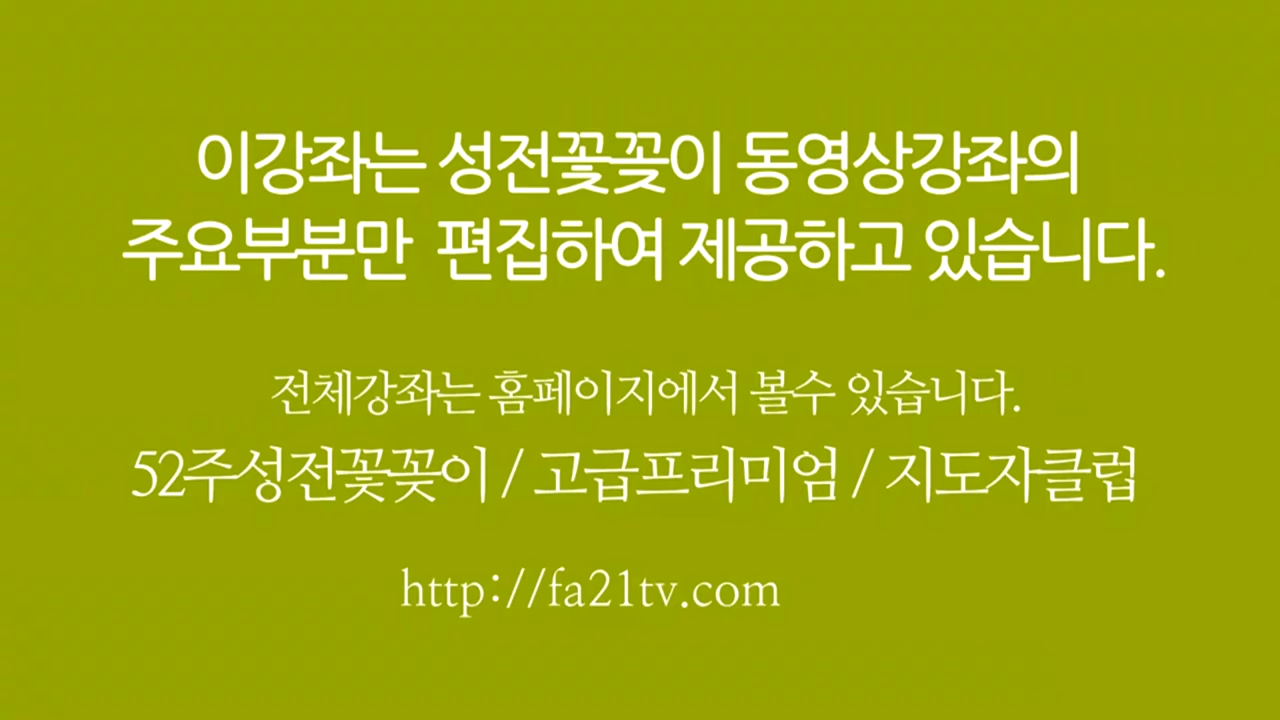 이강좌는 성전꽃꽂이 동영상강좌의
주요부분만 편집하여 제공하고 있습니다.
전체강좌는 홈페이지에서 볼수 있습니다.
52주성전꽃꽂이 / 고급프리미엄 / 지도자클럽
http://fa21tv.com